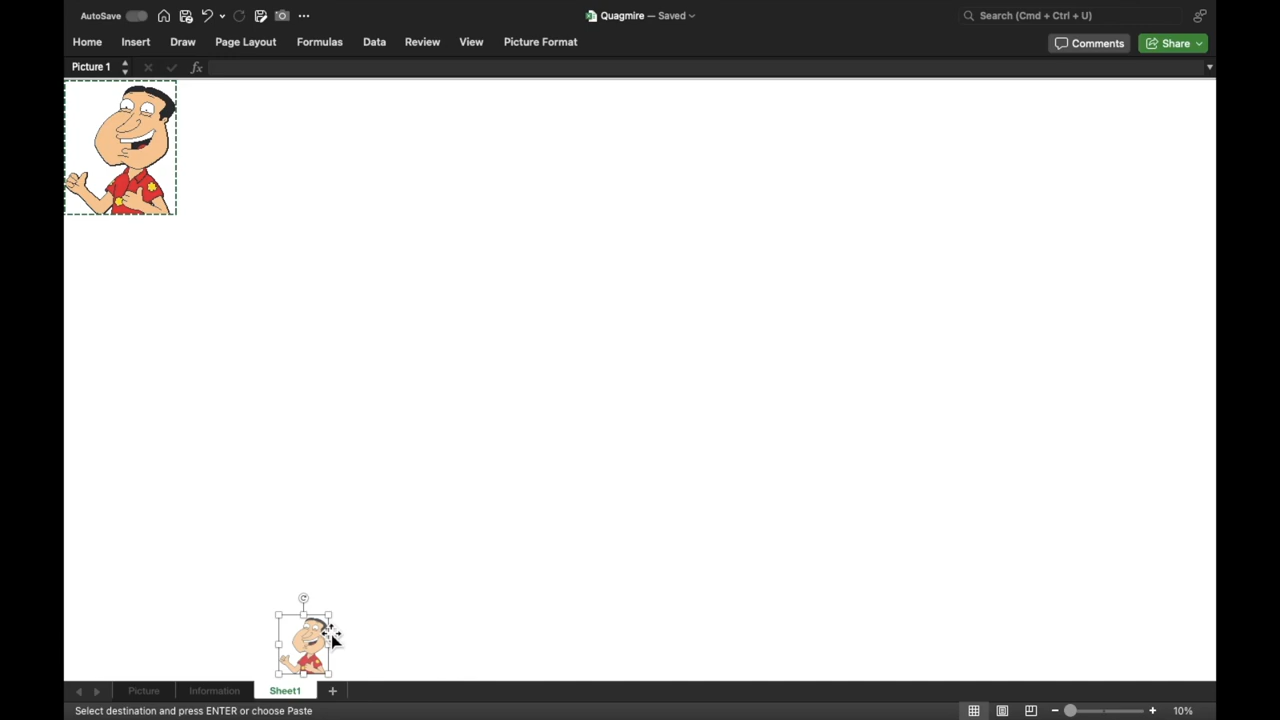 AutoSave
Quagmire — Saved
Search (Cmd + Ctrl + U)
Home Insert Draw Page Layout Formulas Data Review View Picture Format
Comments Share
Picture 1 fx
Picture Information Sheet1
Select destination and press ENTER or choose Paste
10%